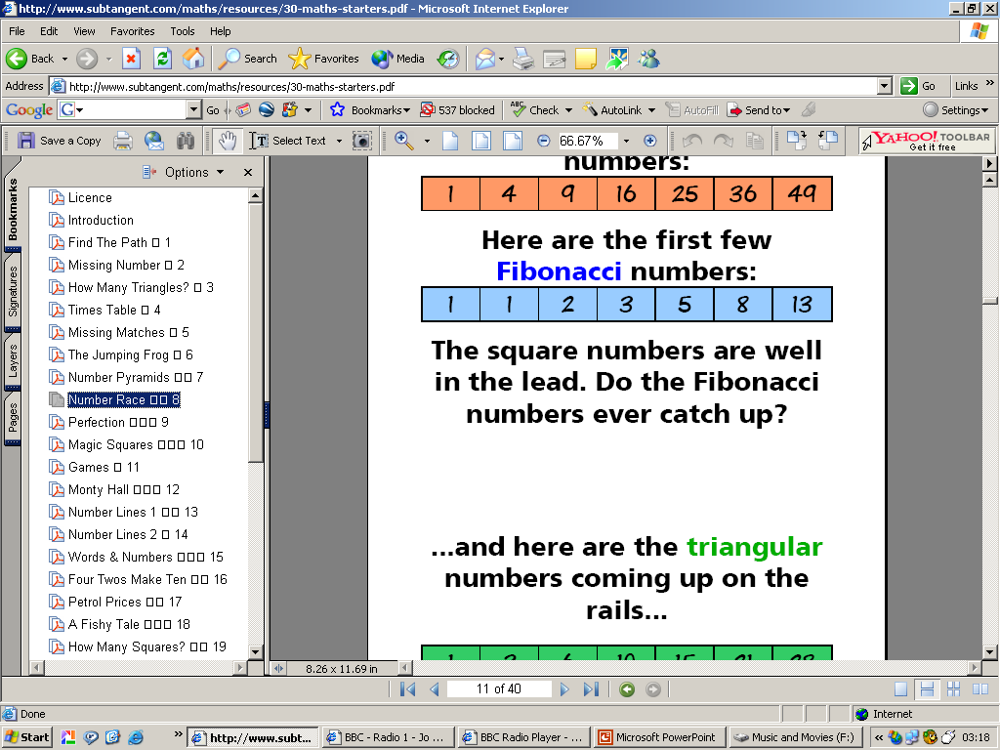 http://www.subtangent.com/maths/resources/30-maths-starters.pdf - Microsoft Internet Explorer
File Edit View Favorites Tools Help
Back Search Favorites Media
Address http://www.subtangent.com/maths/resources/30-maths-starters.pdf Go Links »
Google G Go Bookmarks 537 blocked ABC Check AutoLink AutoFill Send to Settings
Save a Copy Select Text 66.67% YAHOO! TOOLBAR
Get it free
Bookmarks
Signatures
Layers
Pages
Options
Licence
Introduction
Find The Path □ 1
Missing Number □ 2
How Many Triangles? □ 3
Times Table □ 4
Missing Matches □ 5
The Jumping Frog □ 6
Number Pyramids □□ 7
Number Race □□ 8
Perfection □□□ 9
Magic Squares □□□ 10
Games □ 11
Monty Hall □□□ 12
Number Lines 1 □□ 13
Number Lines 2 □ 14
Words & Numbers □□□ 15
Four Twos Make Ten □□ 16
Petrol Prices □□ 17
A Fishy Tale □□□ 18
How Many Squares? □□ 19
numbers:
1 4 9 16 25 36 49
Here are the first few
Fibonacci numbers:
1 1 2 3 5 8 13
The square numbers are well
in the lead. Do the Fibonacci
numbers ever catch up?
...and here are the triangular
numbers coming up on the
rails...
8.26 x 11.69 in
11 of 40
Done Internet
Start » http://www.subt... BBC - Radio 1 - Jo ... BBC Radio Player - ... Microsoft PowerPoint Music and Movies (F:) « 03:18